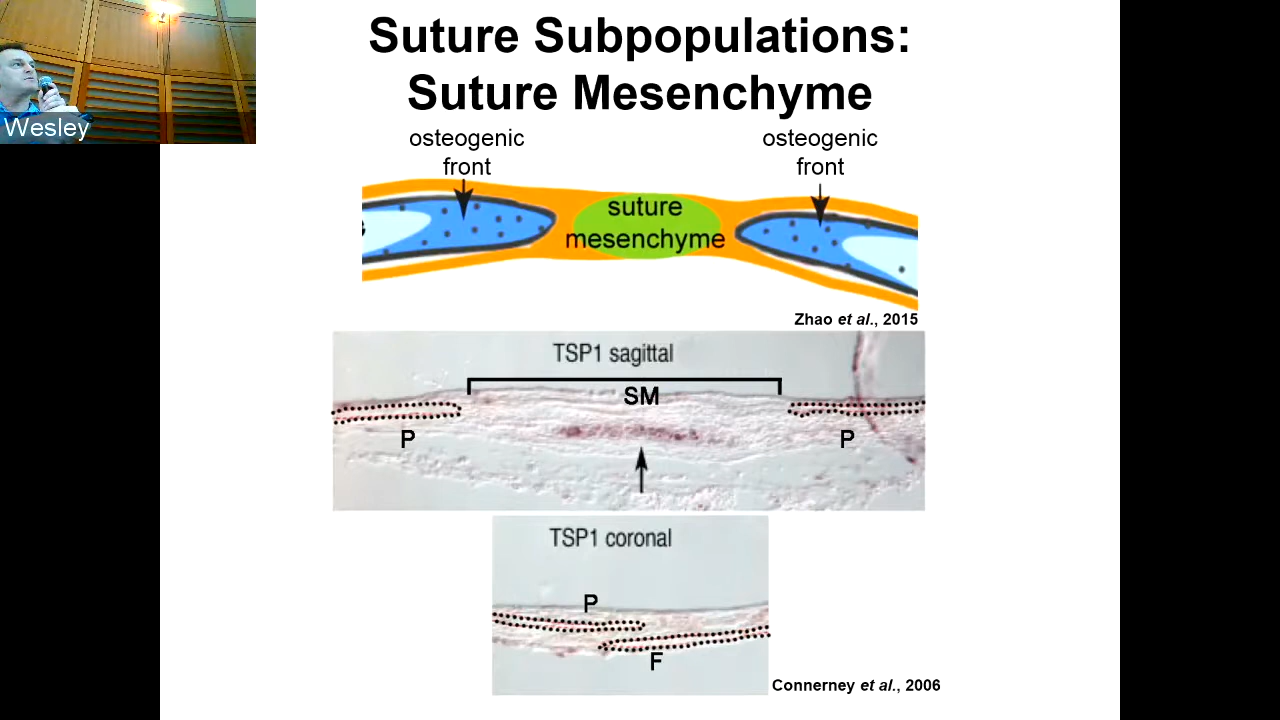 Wesley
Suture Subpopulations:
Suture Mesenchyme
osteogenic
front
osteogenic
front
suture
mesenchyme
Zhao et al., 2015
TSP1 sagittal
SM
P
P
TSP1 coronal
P
F
Connerney et al., 2006